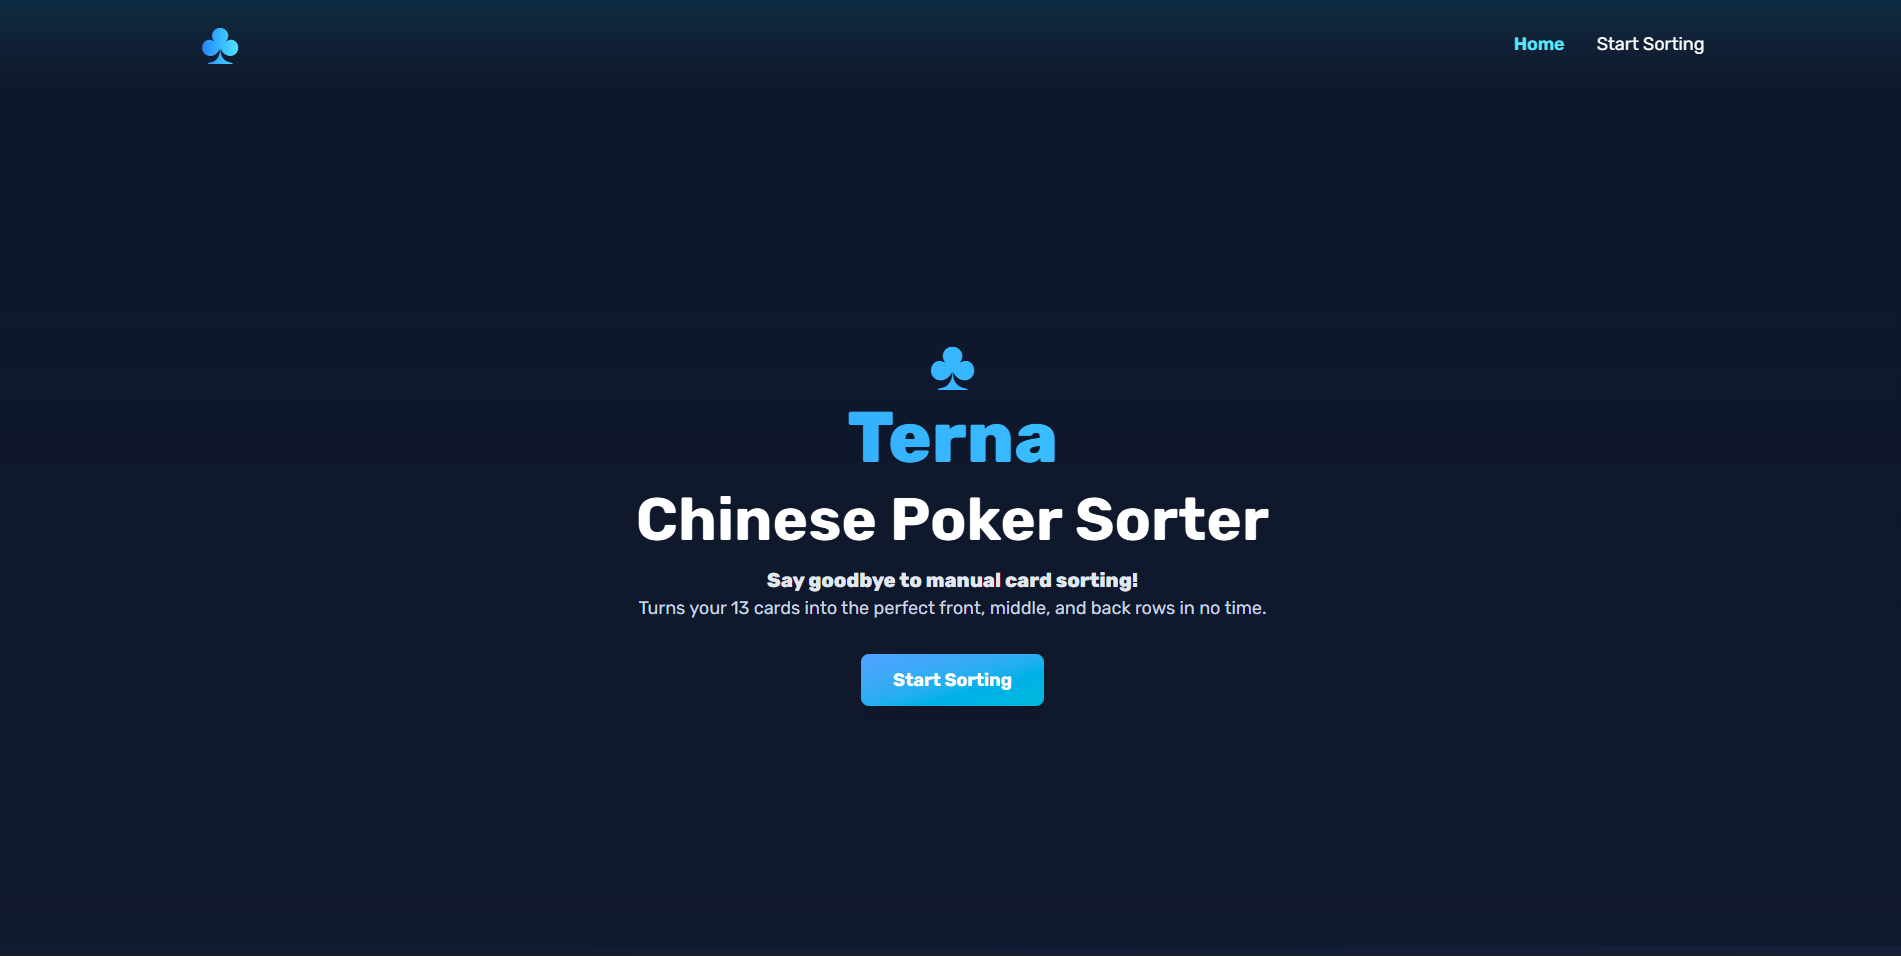 Home
Start Sorting
Terna
Chinese Poker Sorter
Say goodbye to manual card sorting!
Turns your 13 cards into the perfect front, middle, and back rows in no time.
Start Sorting